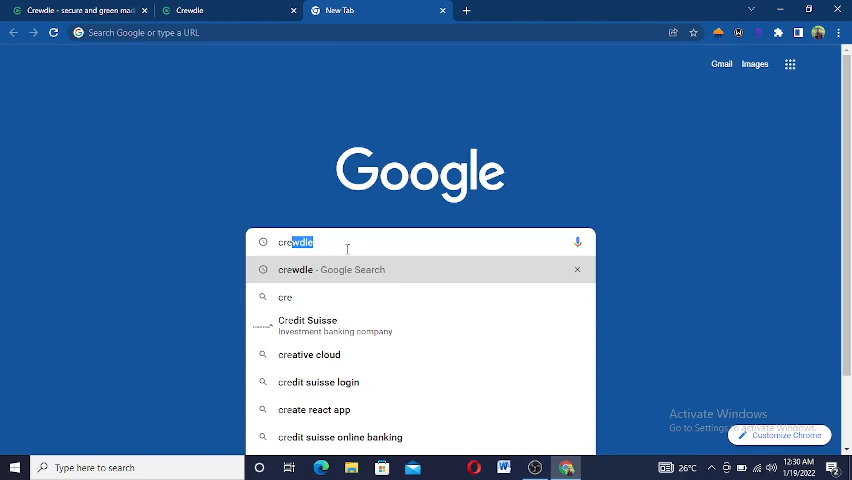 Crewdle - secure and green mad
Crewdle
New Tab
Search Google or type a URL
Gmail
Images
Google
crewdle
crewdle - Google Search
cre
Credit Suisse
Investment banking company
creative cloud
credit suisse login
create react app
credit suisse online banking
Activate Windows
Go to Settings to activate Windows.
Customize Chrome
Type here to search
26°C
12:30 AM
1/19/2022
2